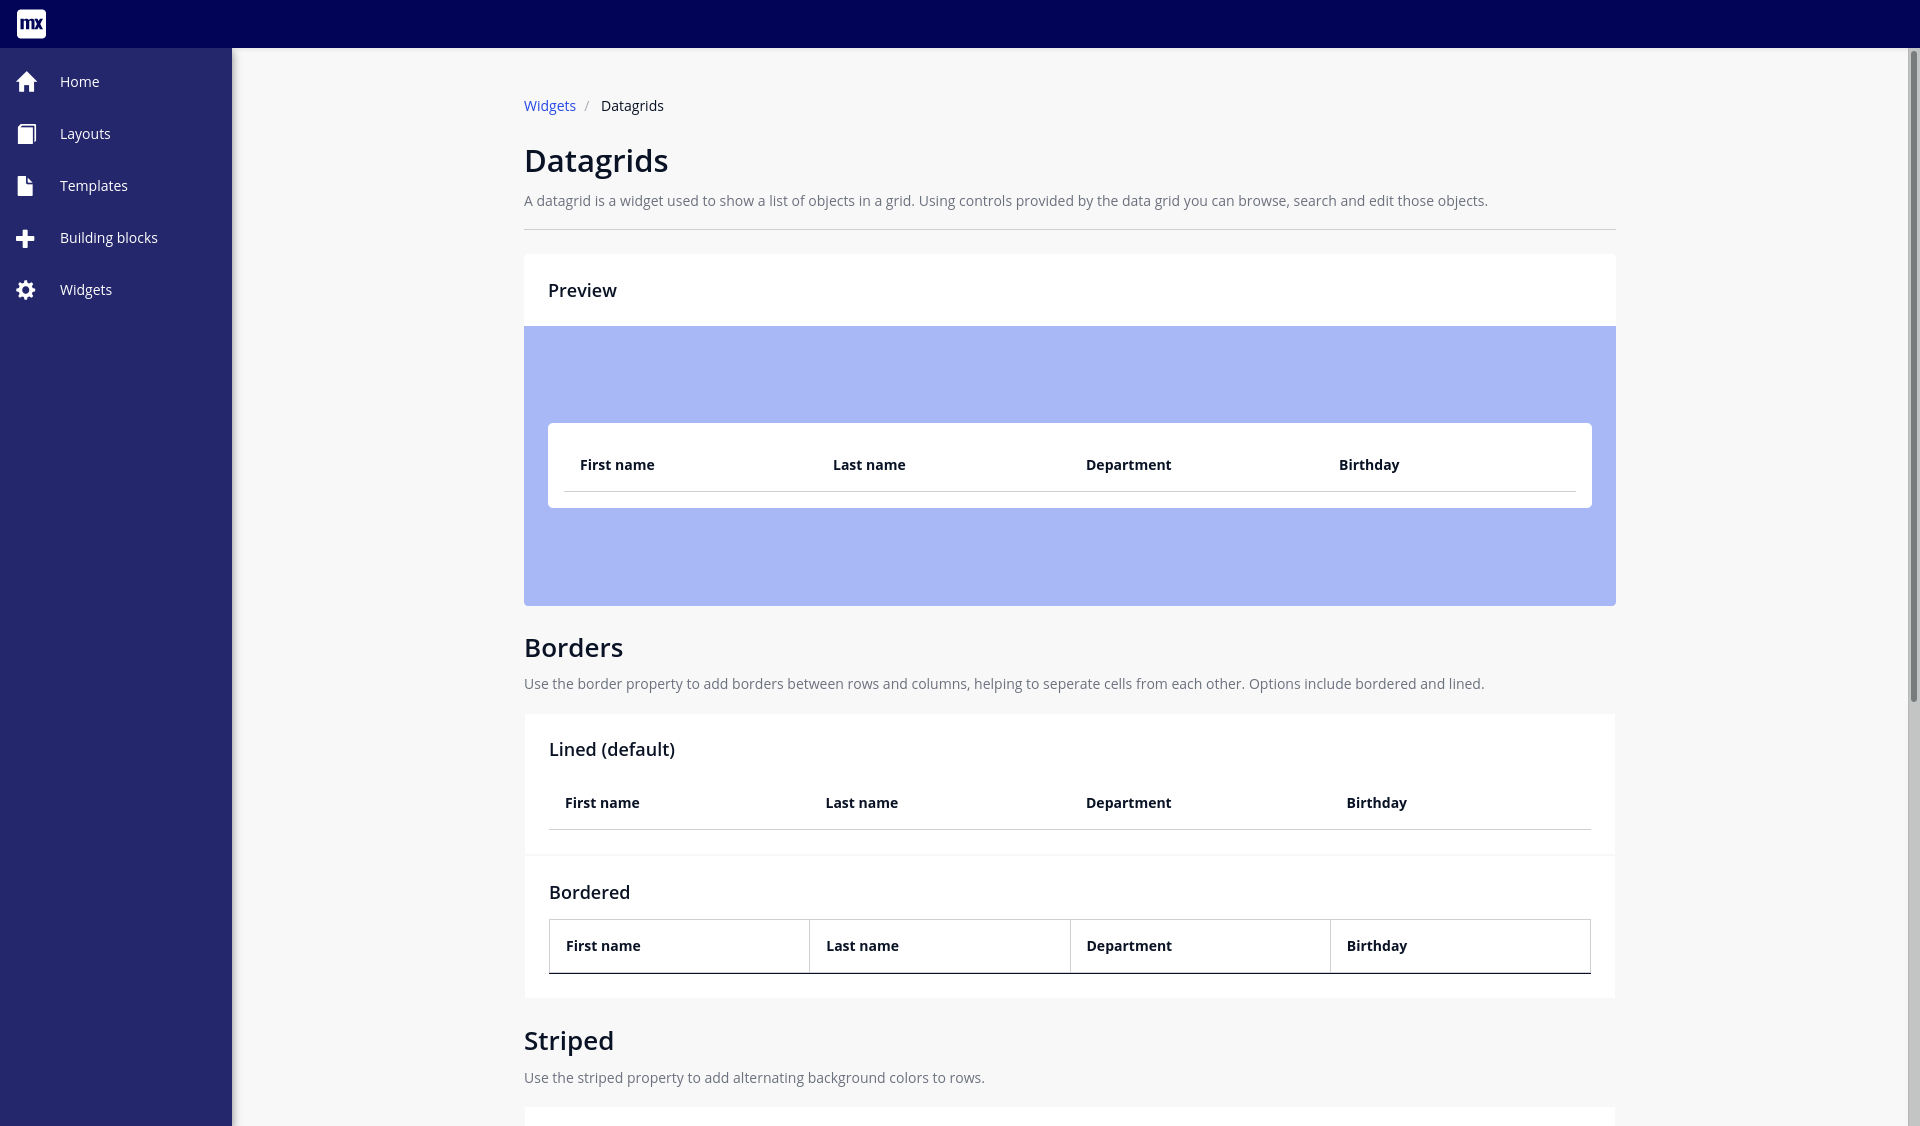 mx
Home
Layouts
Templates
Building blocks
Widgets
Widgets / Datagrids
Datagrids
A datagrid is a widget used to show a list of objects in a grid. Using controls provided by the data grid you can browse, search and edit those objects.
Preview
First name Last name Department Birthday
Borders
Use the border property to add borders between rows and columns, helping to seperate cells from each other. Options include bordered and lined.
Lined (default)
First name Last name Department Birthday
Bordered
First name Last name Department Birthday
Striped
Use the striped property to add alternating background colors to rows.